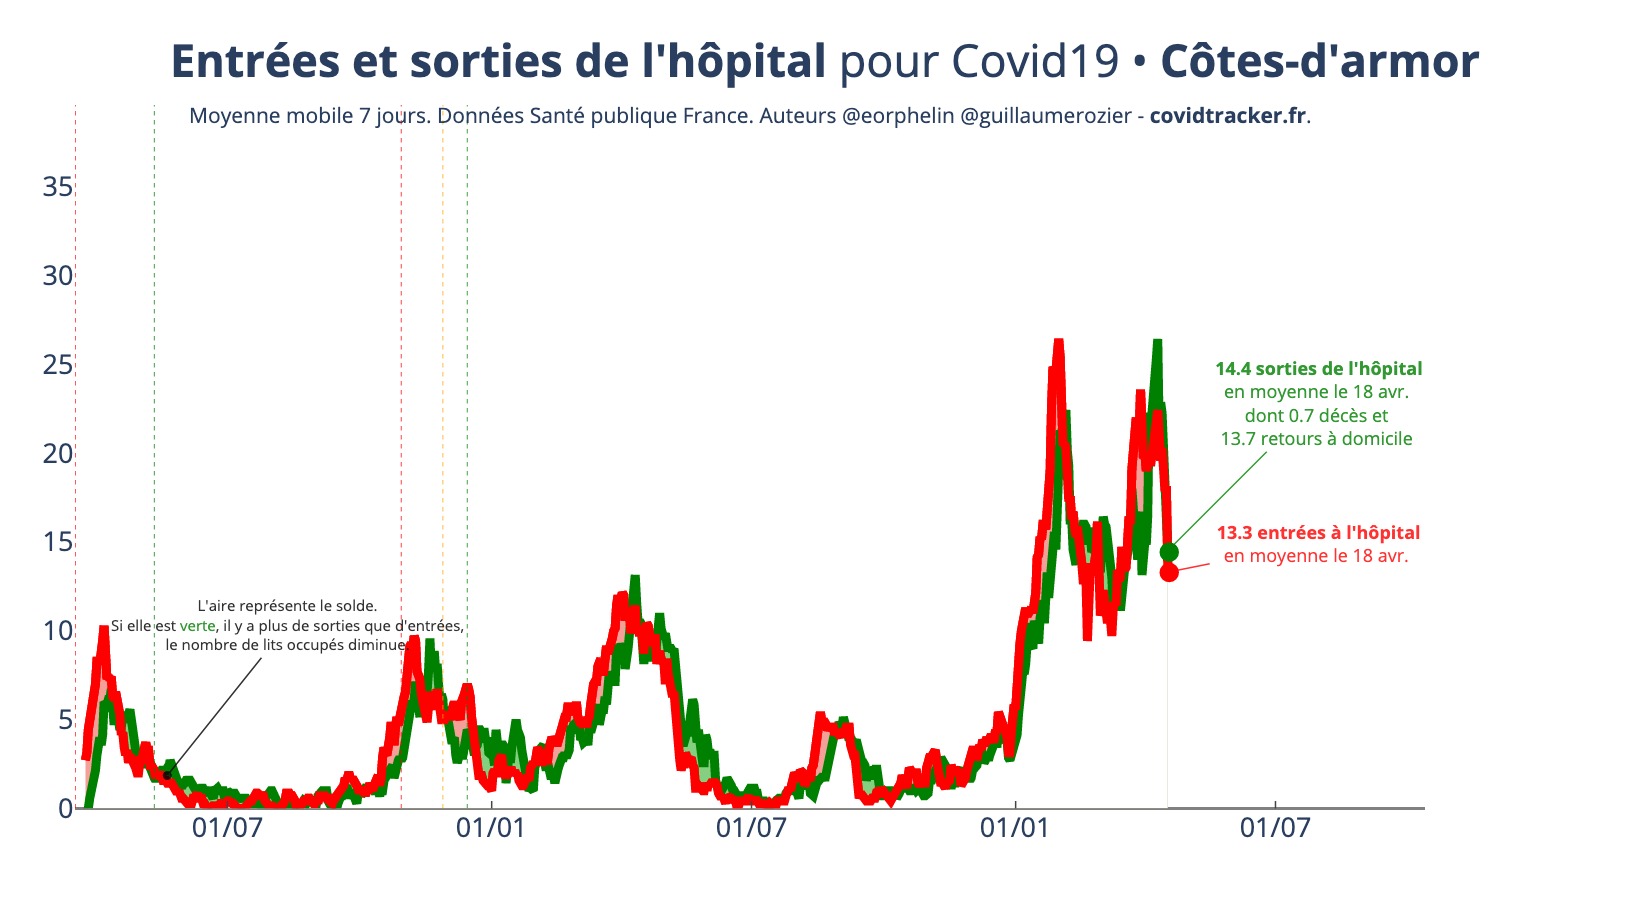 Entrées et sorties de l'hôpital pour Covid19 • Côtes-d'armor
Moyenne mobile 7 jours. Données Santé publique France. Auteurs @eorphelin @guillaumerozier - covidtracker.fr.
35
30
25
20
15
10
5
0
L'aire représente le solde.
Si elle est verte, il y a plus de sorties que d'entrées,
le nombre de lits occupés diminue.
14.4 sorties de l'hôpital
en moyenne le 18 avr.
dont 0.7 décès et
13.7 retours à domicile
13.3 entrées à l'hôpital
en moyenne le 18 avr.
01/07
01/01
01/07
01/01
01/07